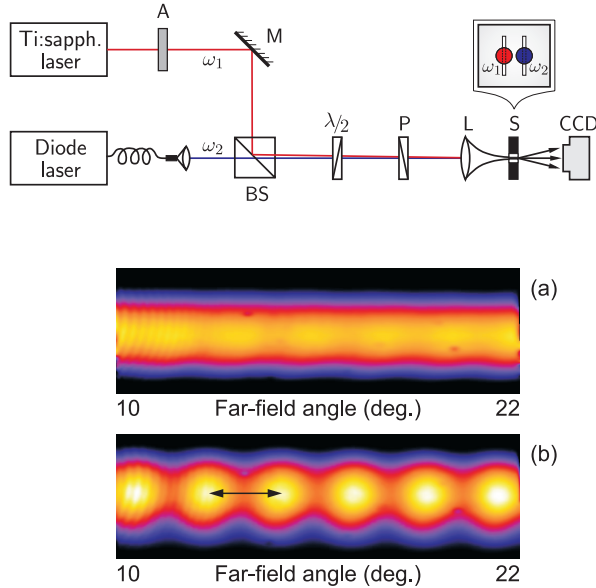 A
M
Ti:sapph.
laser
ω₁
ω₁ ω₂
λ/2
P
L
S
CCD
Diode
laser
ω₂
BS
(a)
10 Far-field angle (deg.) 22
(b)
10 Far-field angle (deg.) 22